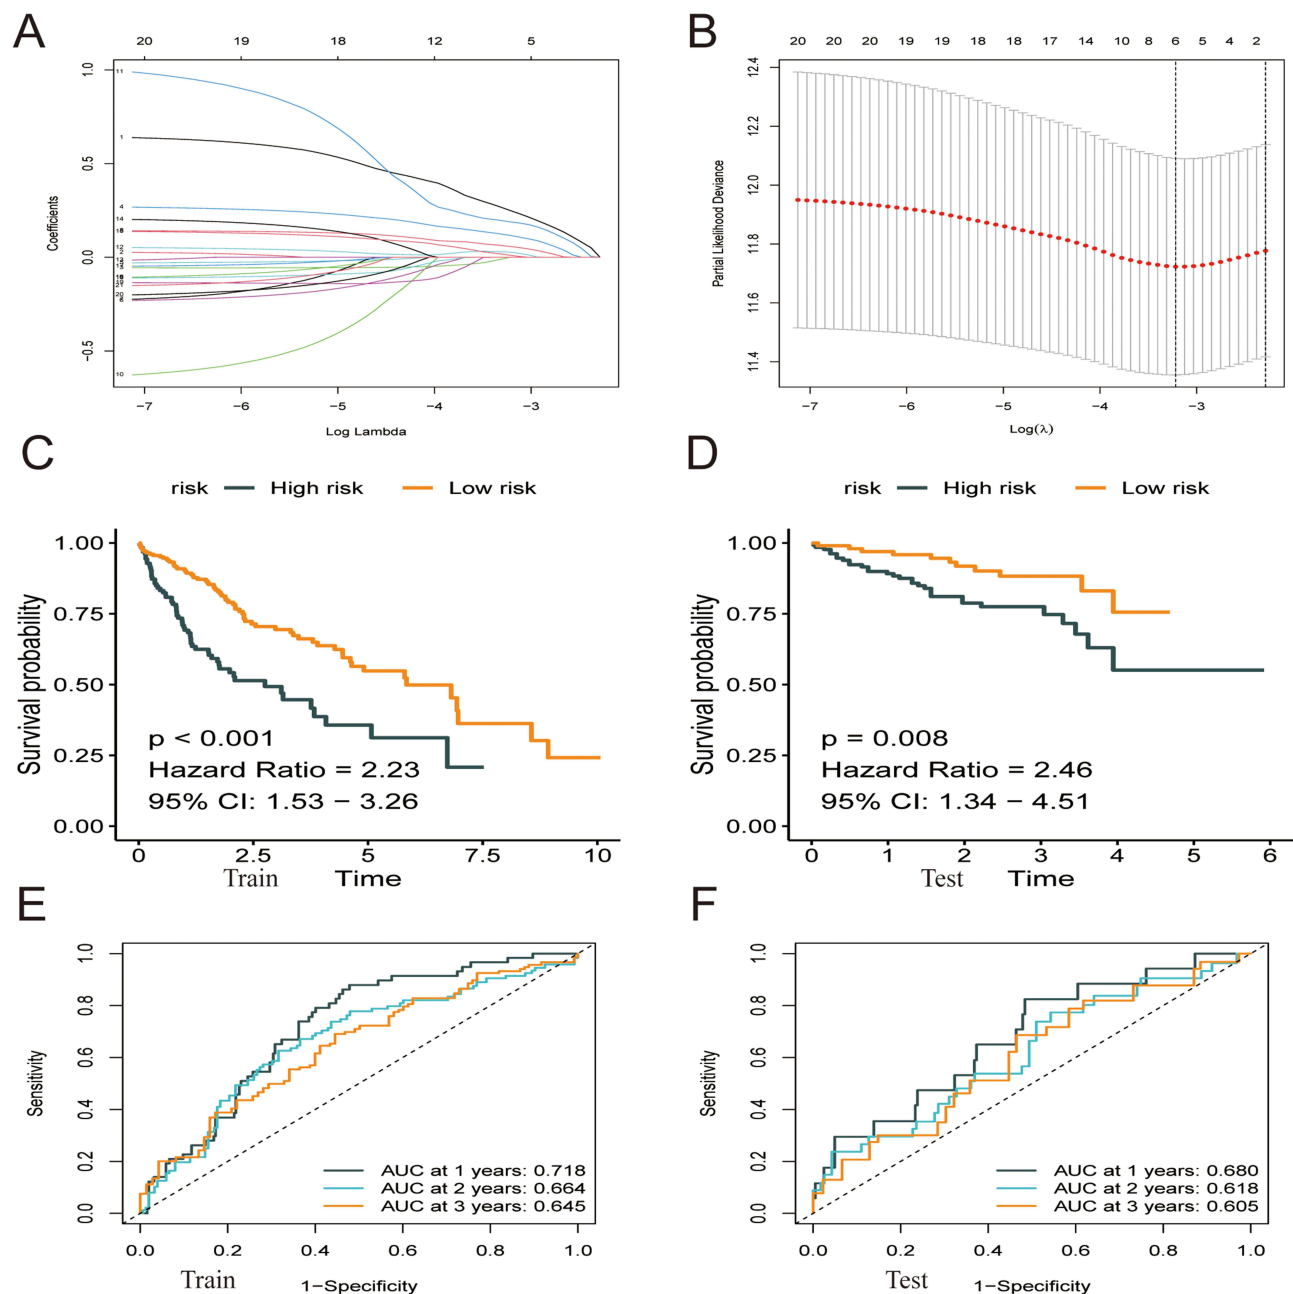 A
20 19 18 12 5
1.0
0.5
0.0
−0.5
Coefficients
11
1
4
14
12
2
20
10
−7 −6 −5 −4 −3
Log Lambda
B
20 20 20 19 19 18 18 17 14 10 8 6 5 4 2
12.4
12.2
12.0
11.8
11.6
11.4
Partial Likelihood Deviance
−7 −6 −5 −4 −3
Log(λ)
C
risk High risk Low risk
1.00
0.75
0.50
0.25
0.00
Survival probability
p < 0.001
Hazard Ratio = 2.23
95% CI: 1.53 − 3.26
0 2.5 5 7.5 10
Train Time
D
risk High risk Low risk
1.00
0.75
0.50
0.25
0.00
Survival probability
p = 0.008
Hazard Ratio = 2.46
95% CI: 1.34 − 4.51
0 1 2 3 4 5 6
Test Time
E
1.0
0.8
0.6
0.4
0.2
0.0
Sensitivity
AUC at 1 years: 0.718
AUC at 2 years: 0.664
AUC at 3 years: 0.645
0.0 0.2 0.4 0.6 0.8 1.0
Train 1−Specificity
F
1.0
0.8
0.6
0.4
0.2
0.0
Sensitivity
AUC at 1 years: 0.680
AUC at 2 years: 0.618
AUC at 3 years: 0.605
0.0 0.2 0.4 0.6 0.8 1.0
Test 1−Specificity